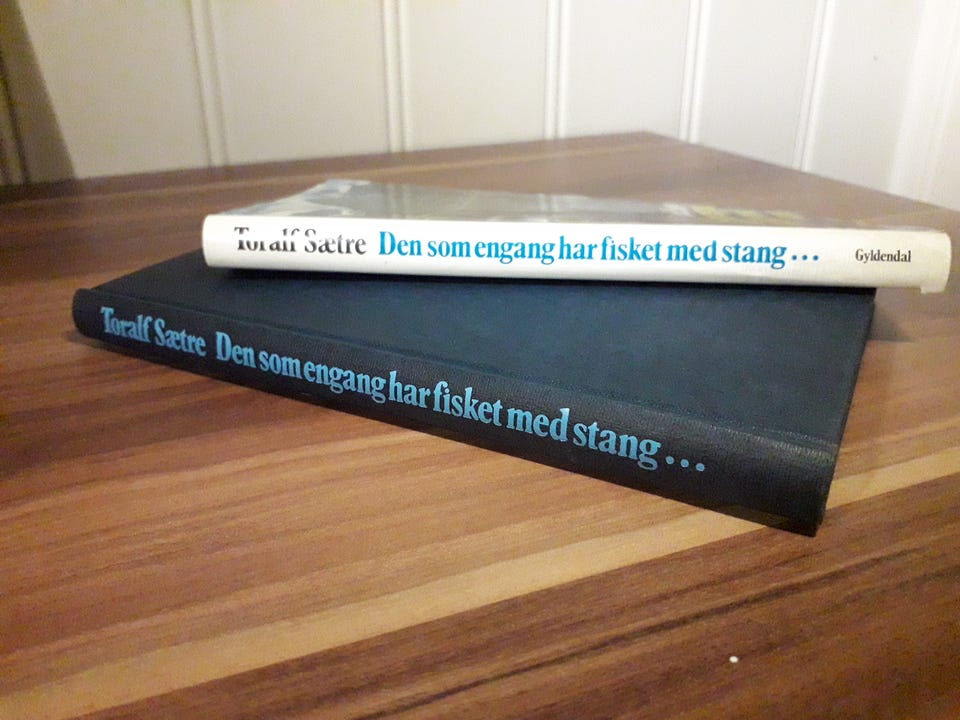 Toralf Sætre Den som engang har fisket med stang... Gyldendal
Toralf Sætre Den som engang har fisket med stang...